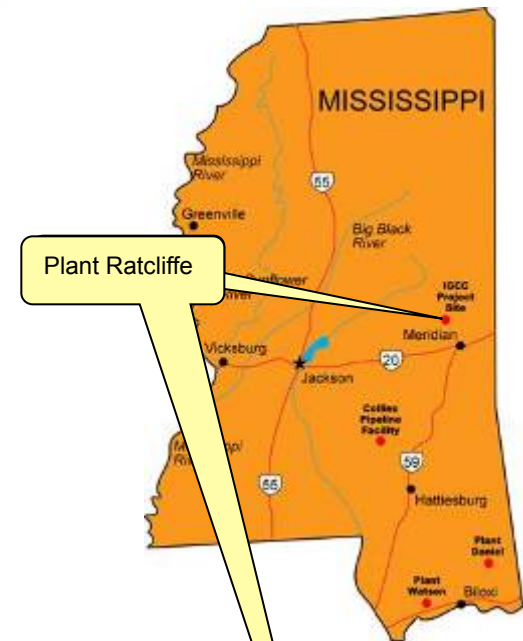 MISSISSIPPI
Mississippi
River
55
Greenville
Big Black
River
Plant Ratcliffe
IGCC
Project
Site
Meridian
Vicksburg
20
Jackson
Collins
Pipeline
Facility
59
55
Hattiesburg
Plant
Daniel
Plant
Watson
Biloxi